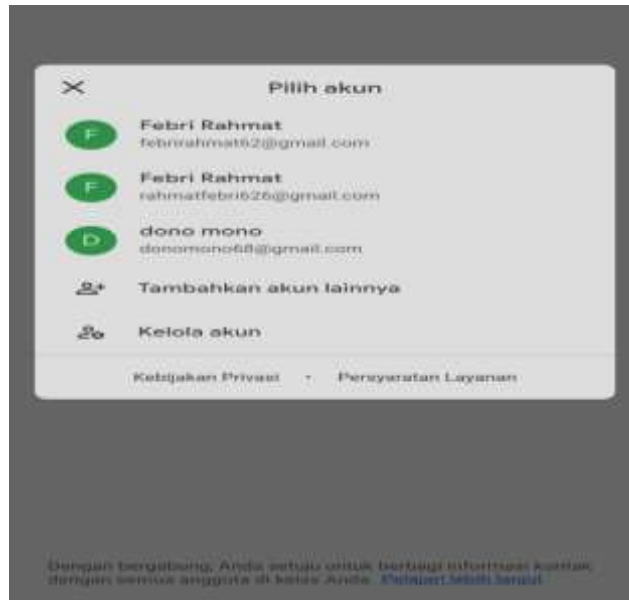 Pilih akun
F
Febri Rahmat
febrirahmat62@gmail.com
F
Febri Rahmat
rahmatfebri626@gmail.com
D
dono mono
donomono68@gmail.com
Tambahkan akun lainnya
Kelola akun
Kebijakan Privasi • Persyaratan Layanan
Dengan bergabung, Anda setuju untuk berbagi informasi kontak
dengan semua anggota di kelas Anda. Pelajari lebih lanjut